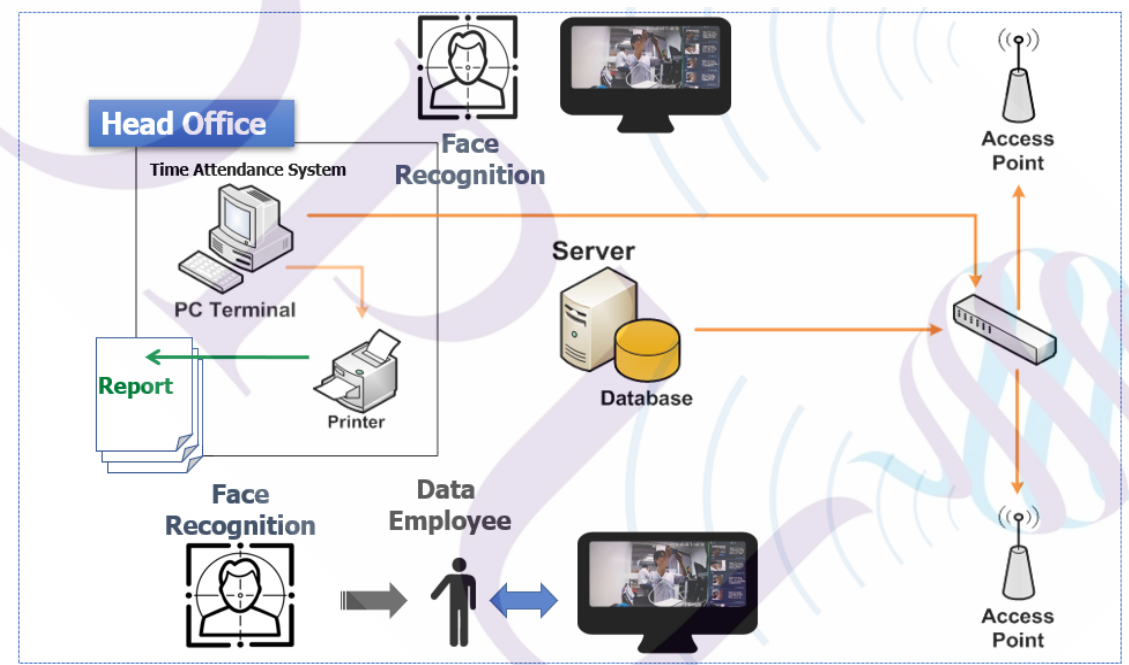 Face
Recognition
Access
Point
Head Office
Time Attendance System
PC Terminal
Server
Database
Report
Printer
Face
Recognition
Data
Employee
Access
Point